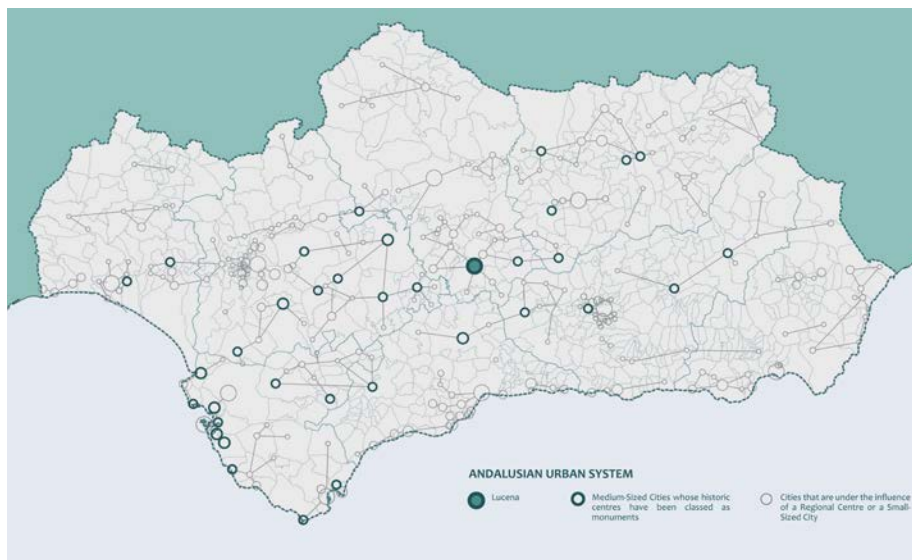 ANDALUSIAN URBAN SYSTEM
Lucena
Medium-Sized Cities whose historic
centres have been classed as
monuments
Cities that are under the influence
of a Regional Centre or a Small-
Sized City